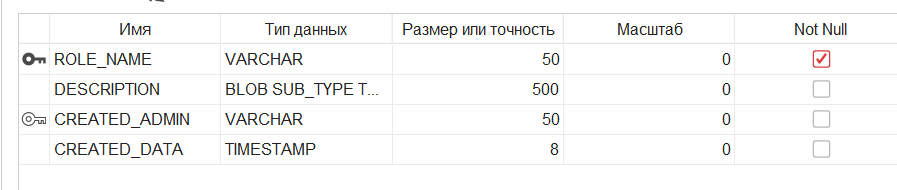 Имя Тип данных Размер или точность Масштаб Not Null
ROLE_NAME VARCHAR 50 0
DESCRIPTION BLOB SUB_TYPE T... 500 0
CREATED_ADMIN VARCHAR 50 0
CREATED_DATA TIMESTAMP 8 0